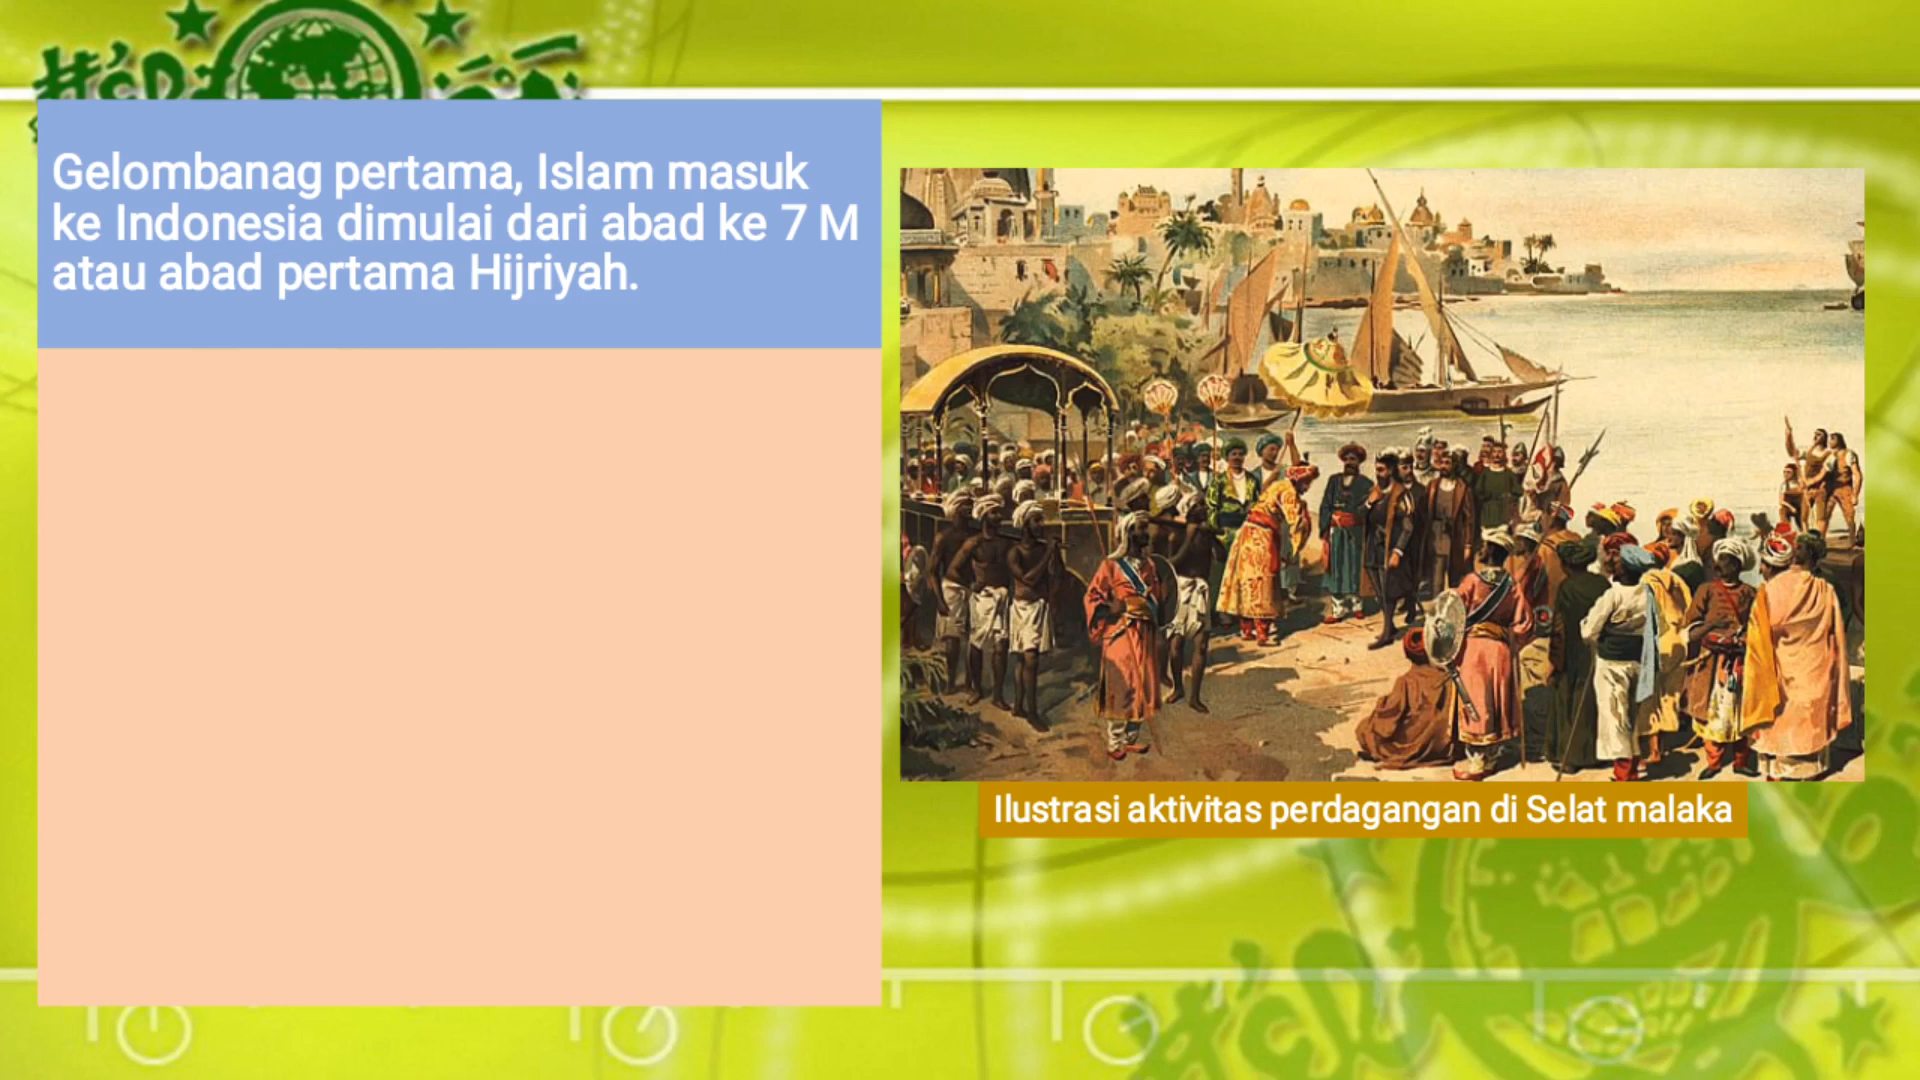 Gelombanag pertama, Islam masuk
ke Indonesia dimulai dari abad ke 7 M
atau abad pertama Hijriyah.
Ilustrasi aktivitas perdagangan di Selat malaka